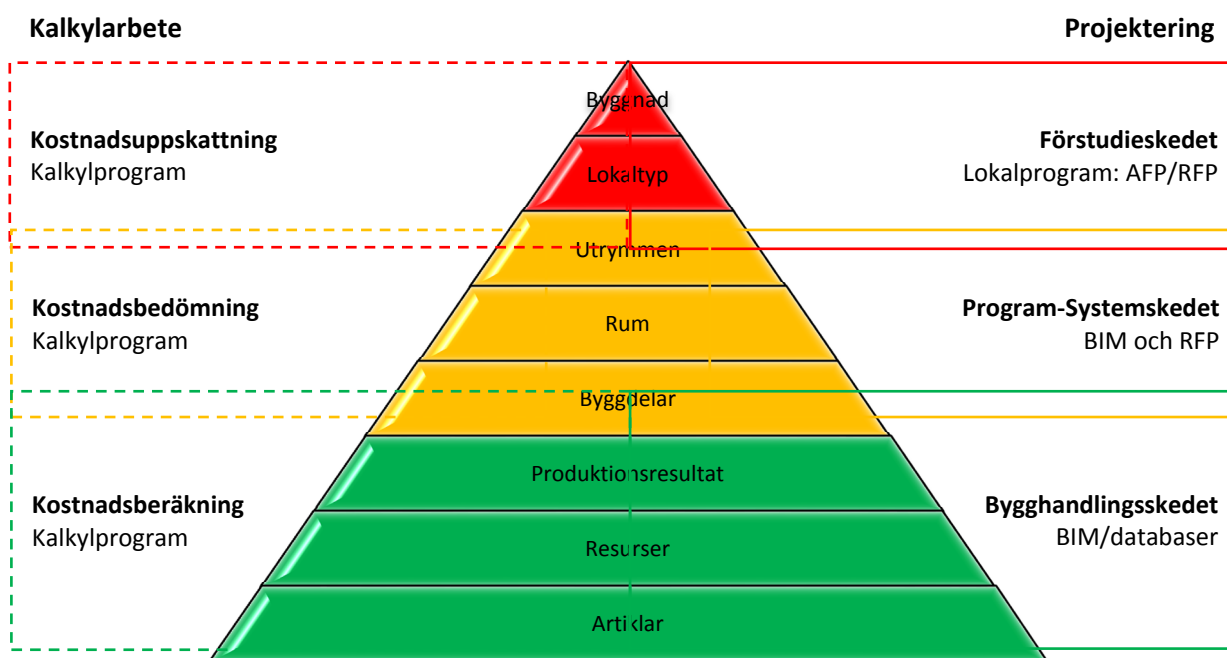 Kalkylarbete
Projektering
Byggnad
Kostnadsuppskattning
Kalkylprogram
Lokaltyp
Förstudieskedet
Lokalprogram: AFP/RFP
Utrymmen
Kostnadsbedömning
Kalkylprogram
Rum
Program-Systemskedet
BIM och RFP
Byggdelar
Produktionsresultat
Kostnadsberäkning
Kalkylprogram
Resurser
Bygghandlingsskedet
BIM/databaser
Artiklar